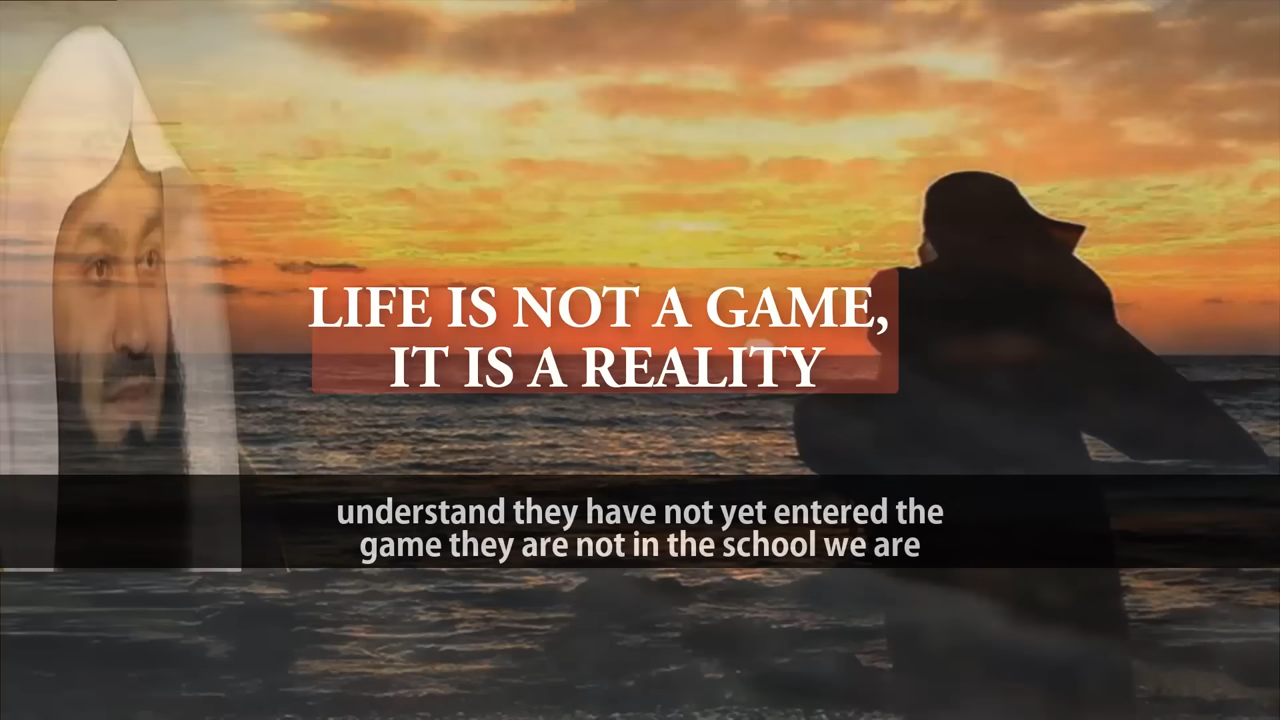 LIFE IS NOT A GAME,
IT IS A REALITY
understand they have not yet entered the
game they are not in the school we are